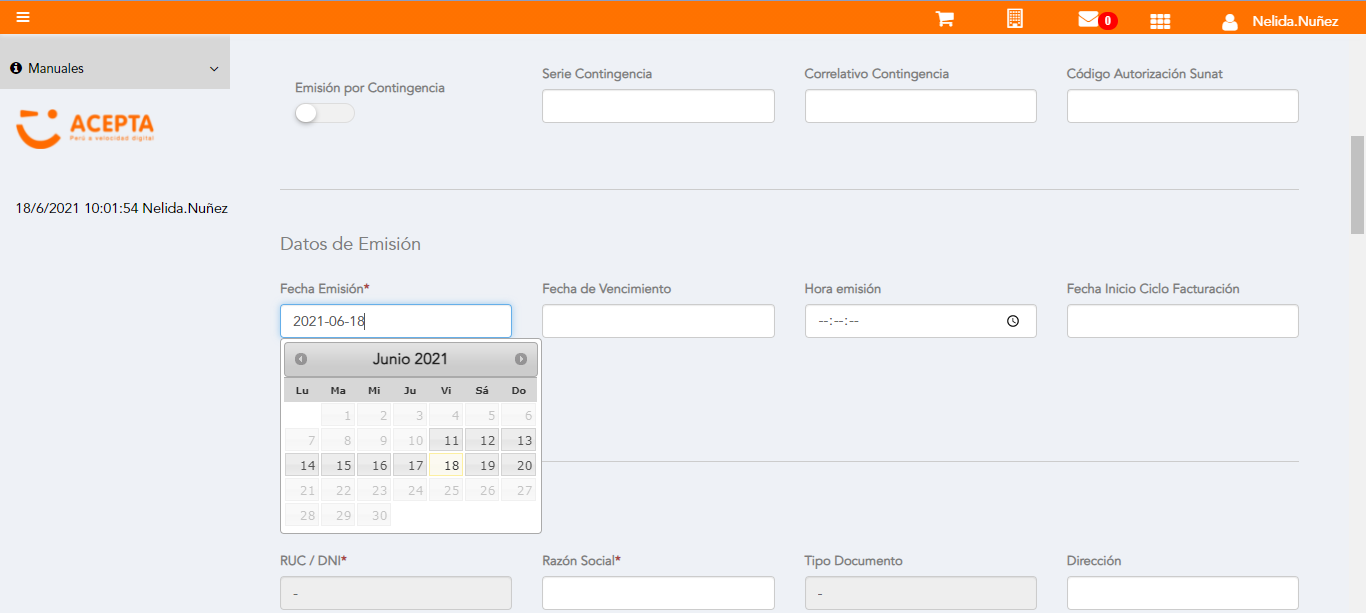 0
Nelida.Nuñez
Manuales
ACEPTA
Perú a velocidad digital
18/6/2021 10:01:54 Nelida.Nuñez
Emisión por Contingencia
Serie Contingencia
Correlativo Contingencia
Código Autorización Sunat
Datos de Emisión
Fecha Emisión*
Fecha de Vencimiento
Hora emisión
Fecha Inicio Ciclo Facturación
2021-06-18
--:--:--
Junio 2021
Lu Ma Mi Ju Vi Sá Do
1 2 3 4 5 6
7 8 9 10 11 12 13
14 15 16 17 18 19 20
21 22 23 24 25 26 27
28 29 30
RUC / DNI*
Razón Social*
Tipo Documento
Dirección
-
-